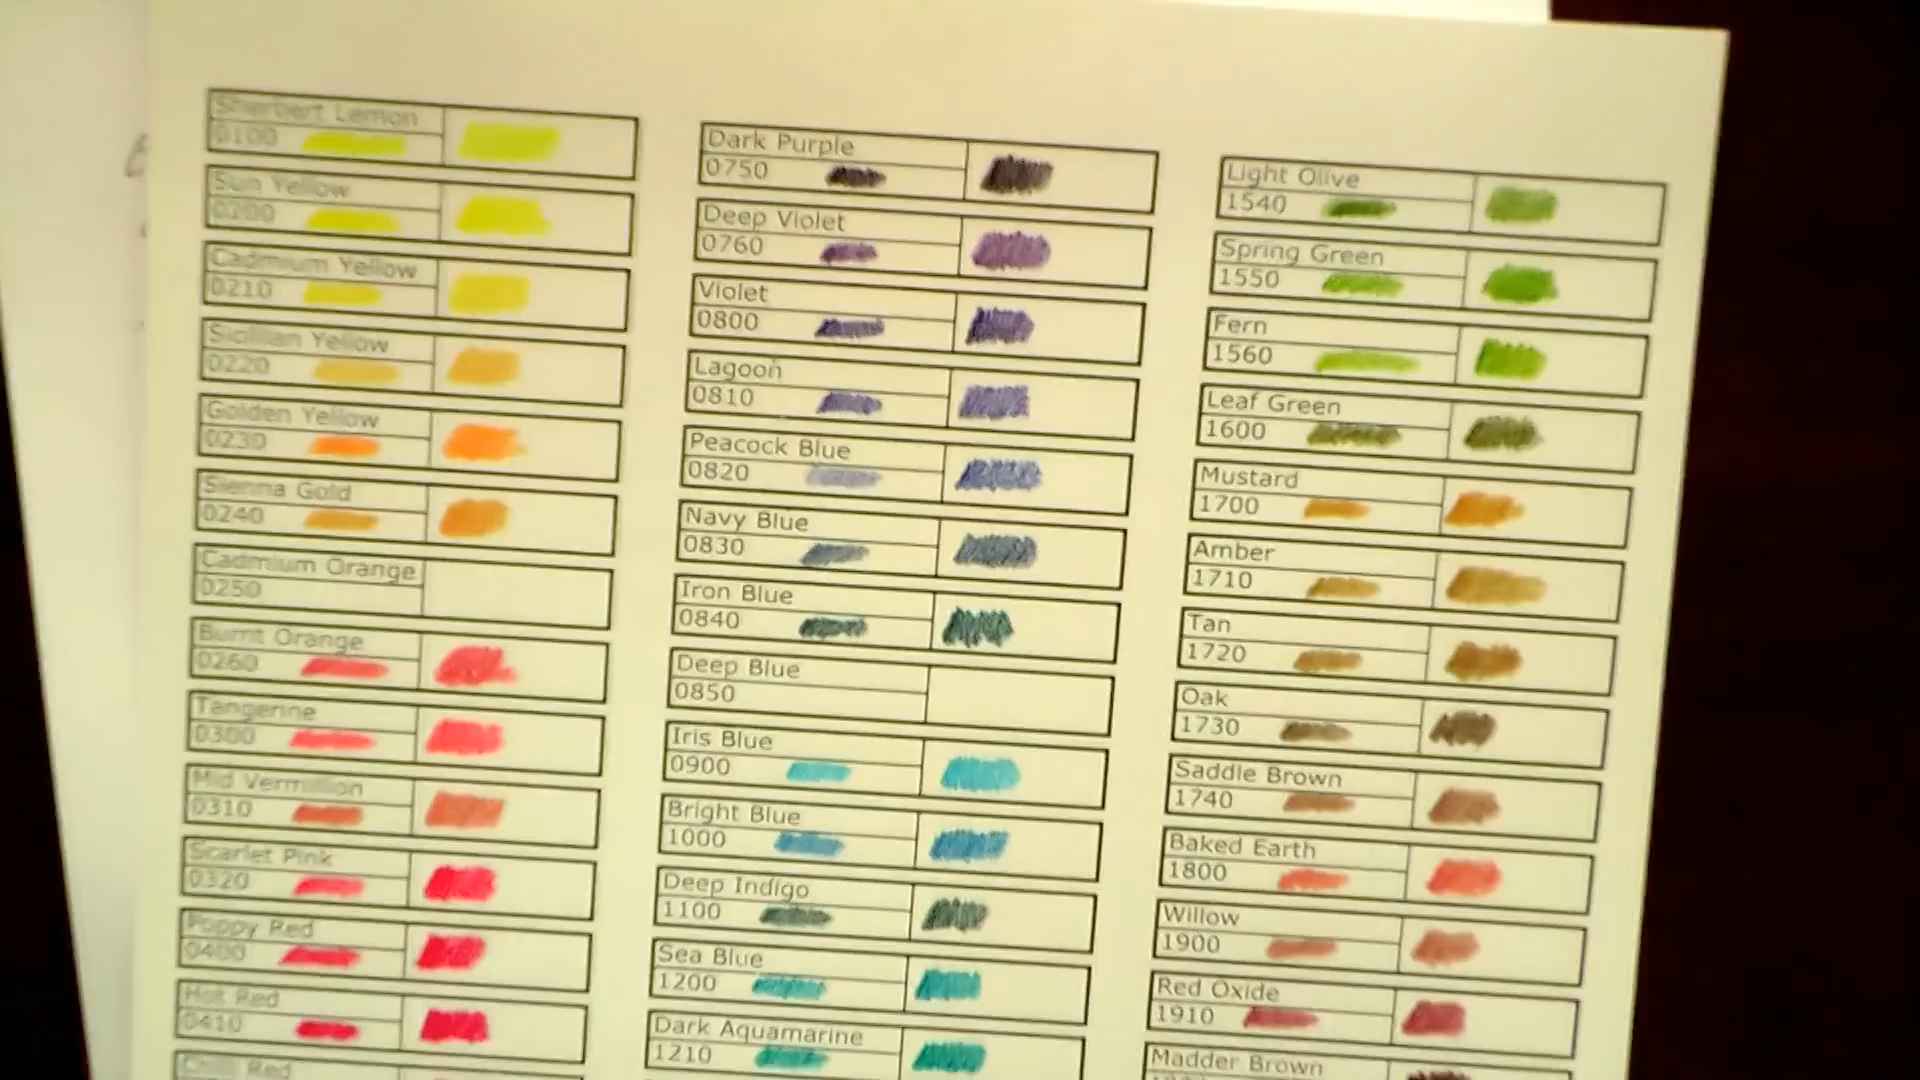 Sherbert Lemon
0100
Sun Yellow
0200
Cadmium Yellow
0210
Sicillian Yellow
0220
Golden Yellow
0230
Sienna Gold
0240
Cadmium Orange
0250
Burnt Orange
0260
Tangerine
0300
Mid Vermillion
0310
Scarlet Pink
0320
Poppy Red
0400
Hot Red
0410
Chilli Red
Dark Purple
0750
Deep Violet
0760
Violet
0800
Lagoon
0810
Peacock Blue
0820
Navy Blue
0830
Iron Blue
0840
Deep Blue
0850
Iris Blue
0900
Bright Blue
1000
Deep Indigo
1100
Sea Blue
1200
Dark Aquamarine
1210
Light Olive
1540
Spring Green
1550
Fern
1560
Leaf Green
1600
Mustard
1700
Amber
1710
Tan
1720
Oak
1730
Saddle Brown
1740
Baked Earth
1800
Willow
1900
Red Oxide
1910
Madder Brown